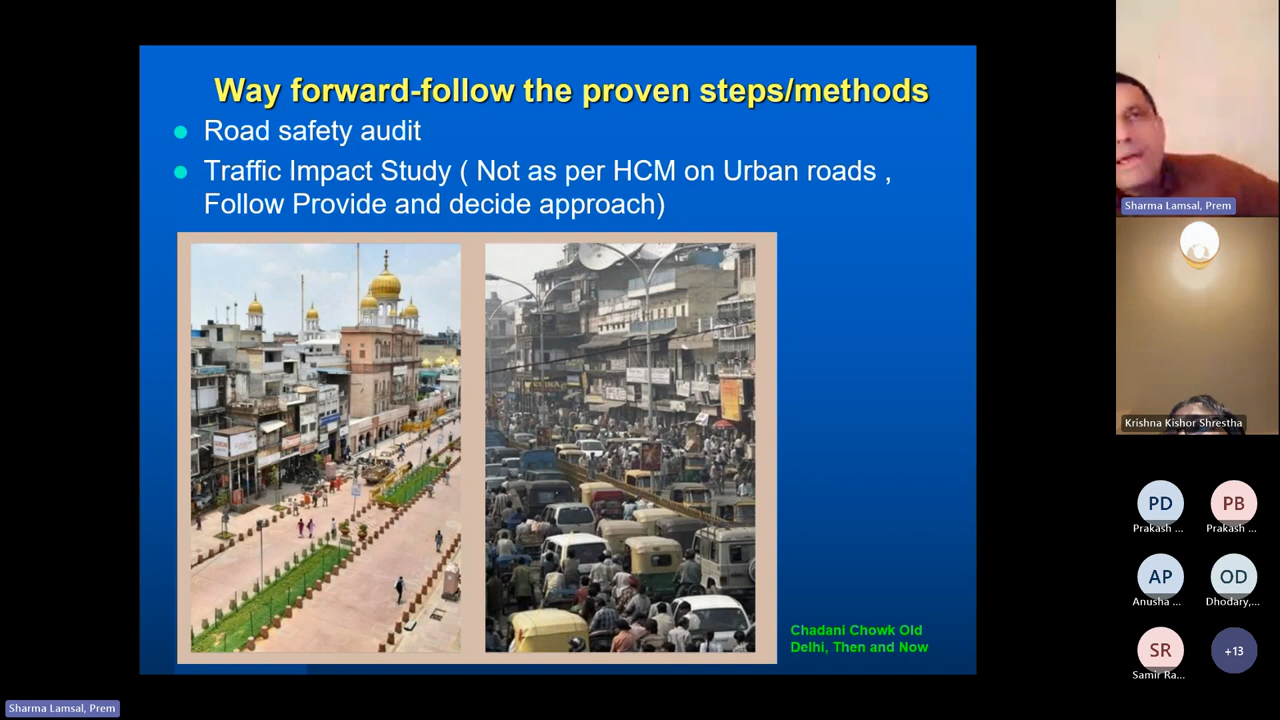 Way forward-follow the proven steps/methods
Road safety audit
Traffic Impact Study ( Not as per HCM on Urban roads ,
Follow Provide and decide approach)
Chadani Chowk Old
Delhi, Then and Now
Sharma Lamsal, Prem
Krishna Kishor Shrestha
PD
PB
Prakash ...
Prakash ...
AP
OD
Anusha ...
Dhodary,...
SR
+13
Samir Ra...
Sharma Lamsal, Prem